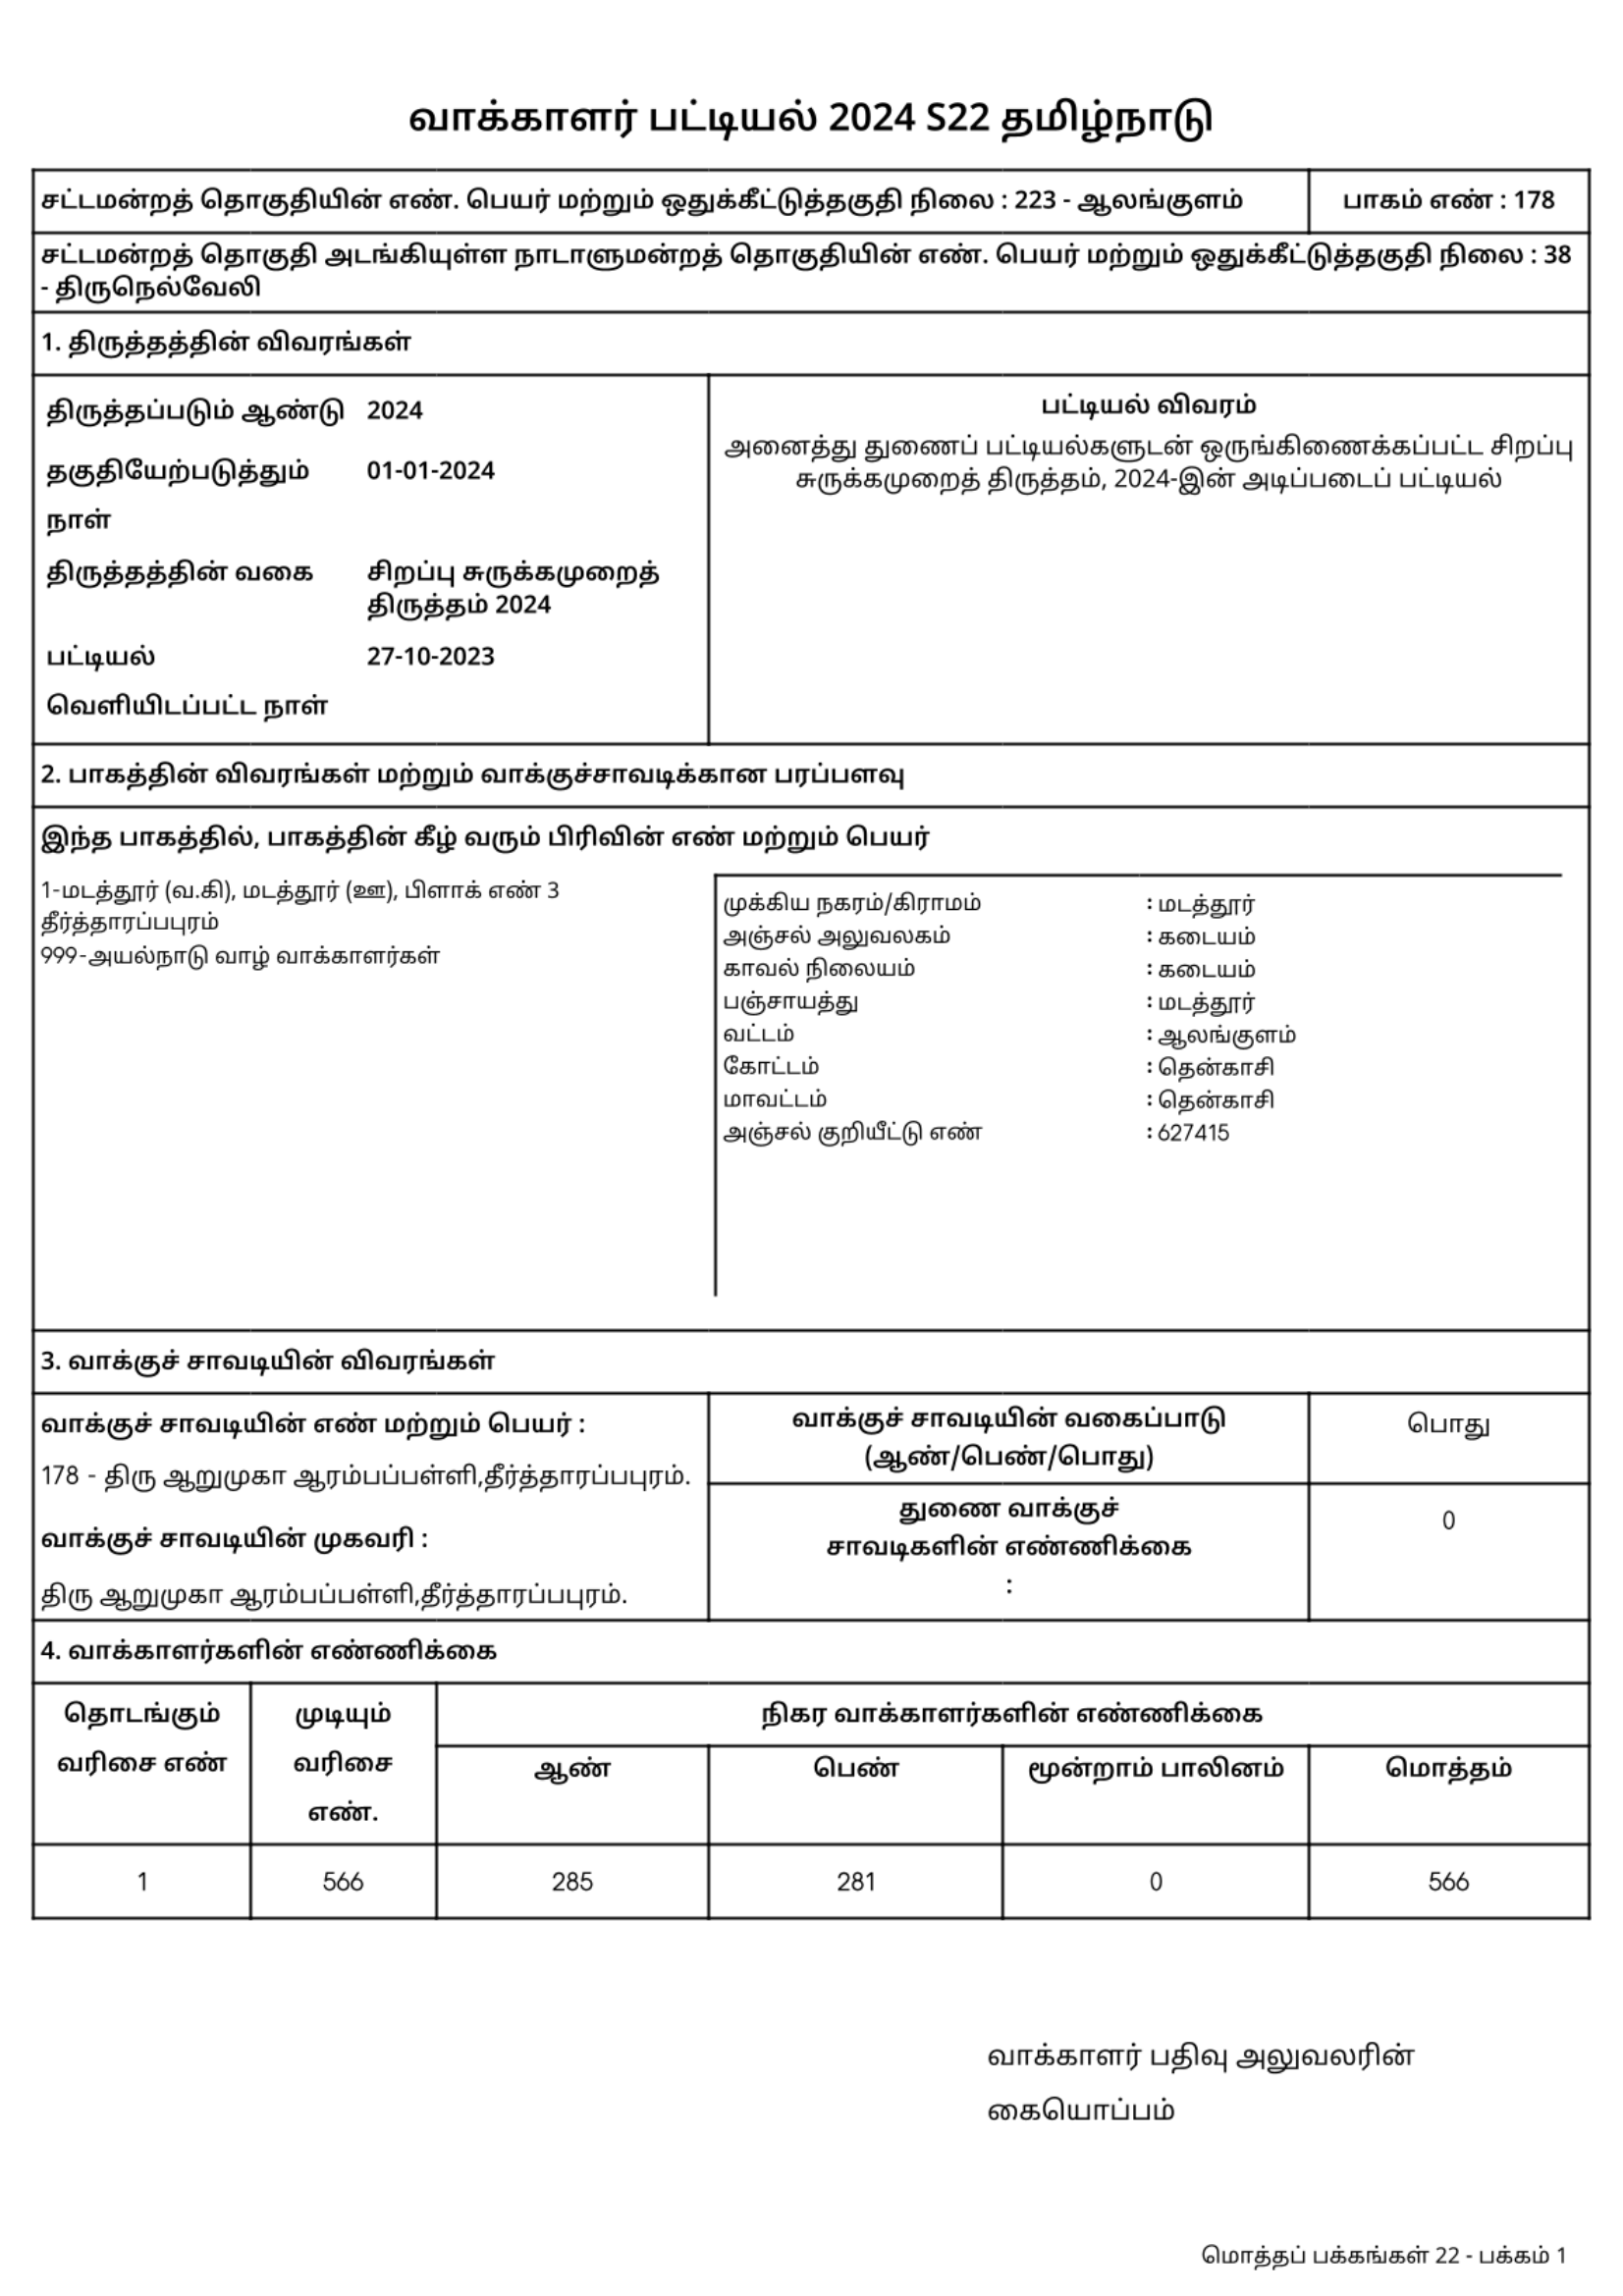 வாக்காளர் பட்டியல் 2024 S22 தமிழ்நாடு
சட்டமன்றத் தொகுதியின் எண். பெயர் மற்றும் ஒதுக்கீட்டுத்தகுதி நிலை : 223 - ஆலங்குளம்
பாகம் எண் : 178
சட்டமன்றத் தொகுதி அடங்கியுள்ள நாடாளுமன்றத் தொகுதியின் எண். பெயர் மற்றும் ஒதுக்கீட்டுத்தகுதி நிலை : 38
- திருநெல்வேலி
1. திருத்தத்தின் விவரங்கள்
திருத்தப்படும் ஆண்டு 2024
தகுதியேற்படுத்தும் 01-01-2024
நாள்
திருத்தத்தின் வகை சிறப்பு சுருக்கமுறைத்
திருத்தம் 2024
பட்டியல் 27-10-2023
வெளியிடப்பட்ட நாள்
பட்டியல் விவரம்
அனைத்து துணைப் பட்டியல்களுடன் ஒருங்கிணைக்கப்பட்ட சிறப்பு
சுருக்கமுறைத் திருத்தம், 2024-இன் அடிப்படைப் பட்டியல்
2. பாகத்தின் விவரங்கள் மற்றும் வாக்குச்சாவடிக்கான பரப்பளவு
இந்த பாகத்தில், பாகத்தின் கீழ் வரும் பிரிவின் எண் மற்றும் பெயர்
1-மடத்தூர் (வ.கி), மடத்தூர் (ஊ), பிளாக் எண் 3
தீர்த்தாரப்பபுரம்
999-அயல்நாடு வாழ் வாக்காளர்கள்
முக்கிய நகரம்/கிராமம் : மடத்தூர்
அஞ்சல் அலுவலகம் : கடையம்
காவல் நிலையம் : கடையம்
பஞ்சாயத்து : மடத்தூர்
வட்டம் : ஆலங்குளம்
கோட்டம் : தென்காசி
மாவட்டம் : தென்காசி
அஞ்சல் குறியீட்டு எண் : 627415
3. வாக்குச் சாவடியின் விவரங்கள்
வாக்குச் சாவடியின் எண் மற்றும் பெயர் :
178 - திரு ஆறுமுகா ஆரம்பப்பள்ளி,தீர்த்தாரப்பபுரம்.
வாக்குச் சாவடியின் முகவரி :
திரு ஆறுமுகா ஆரம்பப்பள்ளி,தீர்த்தாரப்பபுரம்.
வாக்குச் சாவடியின் வகைப்பாடு
(ஆண்/பெண்/பொது)
பொது
துணை வாக்குச்
சாவடிகளின் எண்ணிக்கை
:
0
4. வாக்காளர்களின் எண்ணிக்கை
தொடங்கும்
வரிசை எண்
முடியும்
வரிசை
எண்.
நிகர வாக்காளர்களின் எண்ணிக்கை
ஆண் பெண் மூன்றாம் பாலினம் மொத்தம்
1 566 285 281 0 566
வாக்காளர் பதிவு அலுவலரின்
கையொப்பம்
மொத்தப் பக்கங்கள் 22 - பக்கம் 1